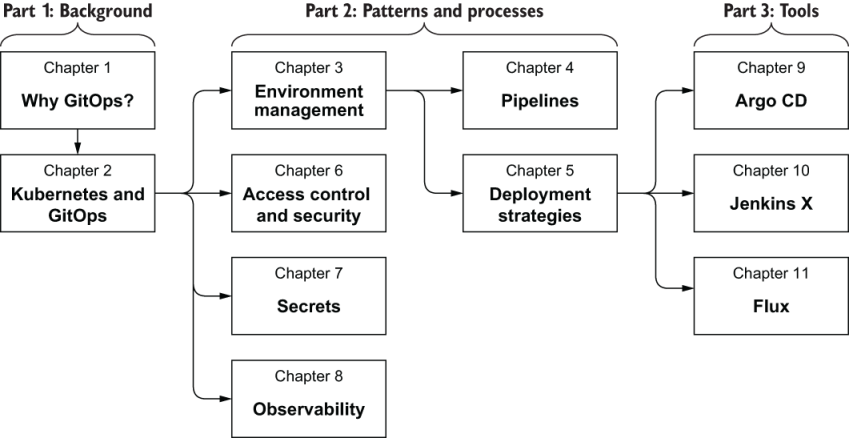 Part 1: Background
Part 2: Patterns and processes
Part 3: Tools
Chapter 1
Why GitOps?
Chapter 2
Kubernetes and
GitOps
Chapter 3
Environment
management
Chapter 4
Pipelines
Chapter 6
Access control
and security
Chapter 5
Deployment
strategies
Chapter 7
Secrets
Chapter 8
Observability
Chapter 9
Argo CD
Chapter 10
Jenkins X
Chapter 11
Flux